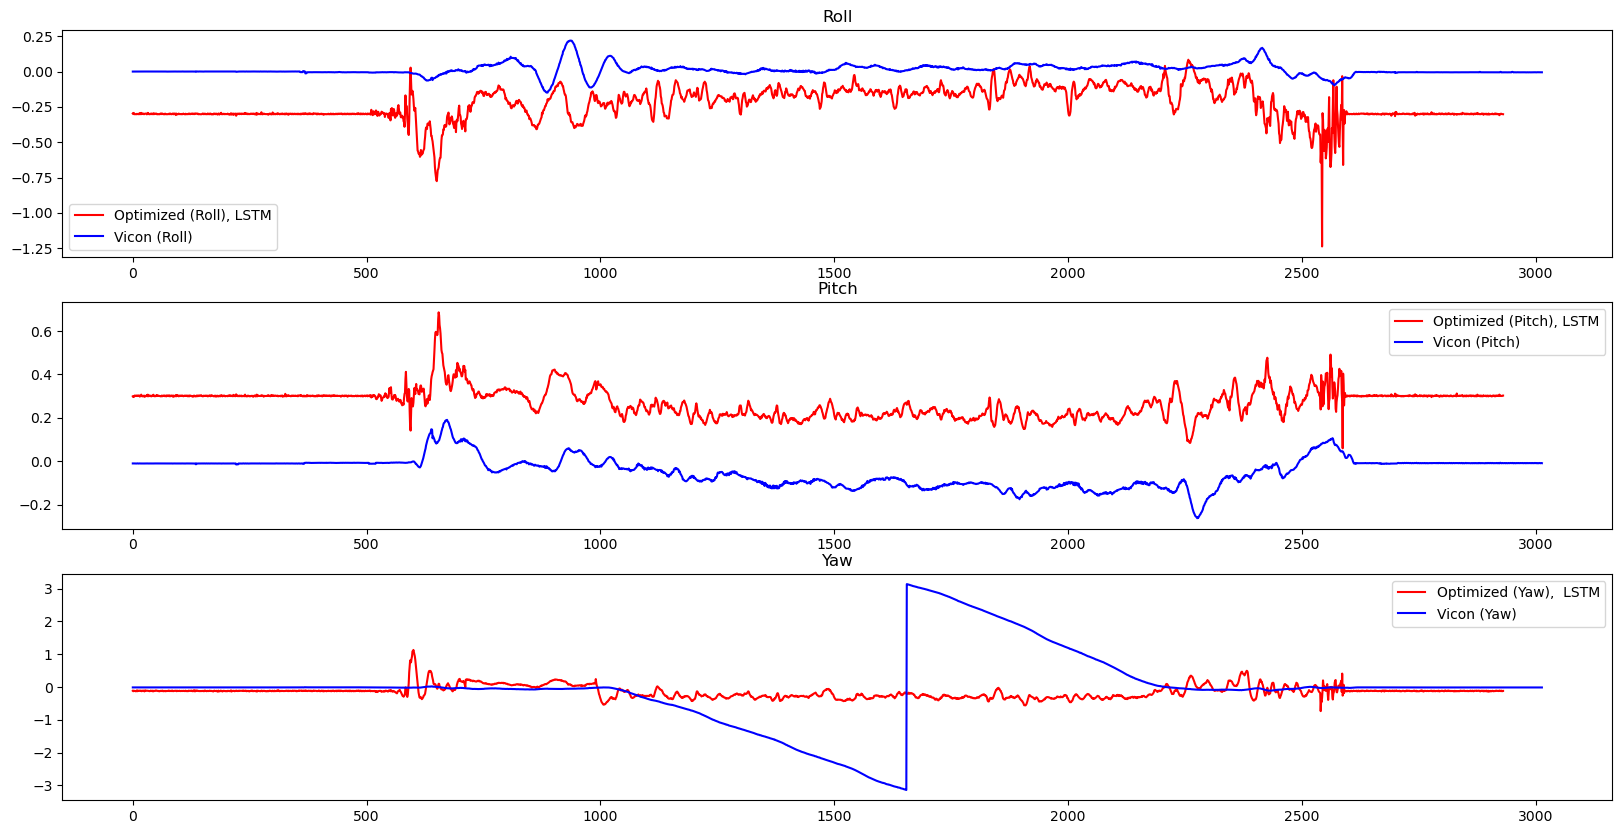 Roll
0.25
0.00
−0.25
−0.50
−0.75
−1.00
−1.25
Optimized (Roll), LSTM
Vicon (Roll)
0 500 1000 1500 2000 2500 3000
Pitch
0.6
0.4
0.2
0.0
−0.2
Optimized (Pitch), LSTM
Vicon (Pitch)
0 500 1000 1500 2000 2500 3000
Yaw
3
2
1
0
−1
−2
−3
Optimized (Yaw),  LSTM
Vicon (Yaw)
0 500 1000 1500 2000 2500 3000